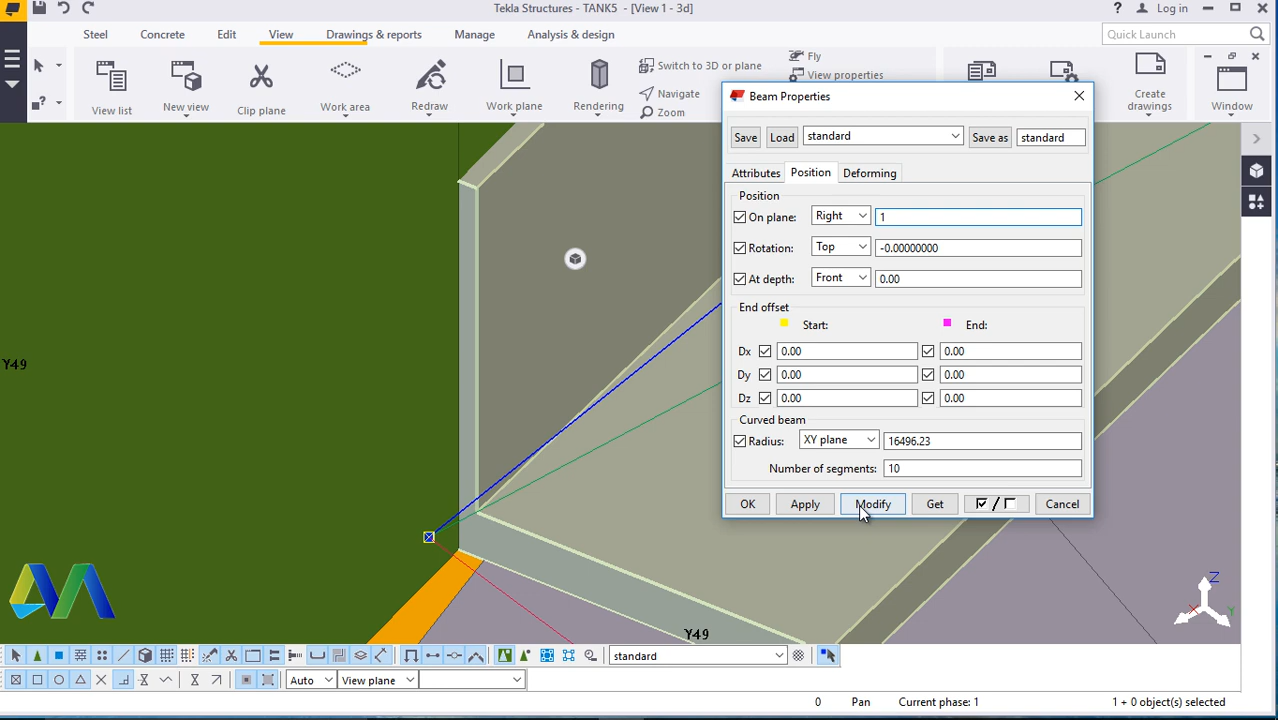 Tekla Structures - TANK5 - [View 1 - 3d]
? Log in
Steel Concrete Edit View Drawings & reports Manage Analysis & design
Quick Launch
View list
New view
Clip plane
Work area
Redraw
Work plane
Rendering
Switch to 3D or plane
Navigate
Zoom
Fly
View properties
Create
drawings
Window
Beam Properties
Save Load standard Save as standard
Attributes Position Deforming
Position
On plane: Right 1
Rotation: Top -0.00000000
At depth: Front 0.00
End offset
Start: End:
Dx 0.00 0.00
Dy 0.00 0.00
Dz 0.00 0.00
Curved beam
Radius: XY plane 16496.23
Number of segments: 10
OK Apply Modify Get / Cancel
Y49
Y49
Z
X
Y
standard
Auto View plane
0 Pan Current phase: 1 1 + 0 object(s) selected